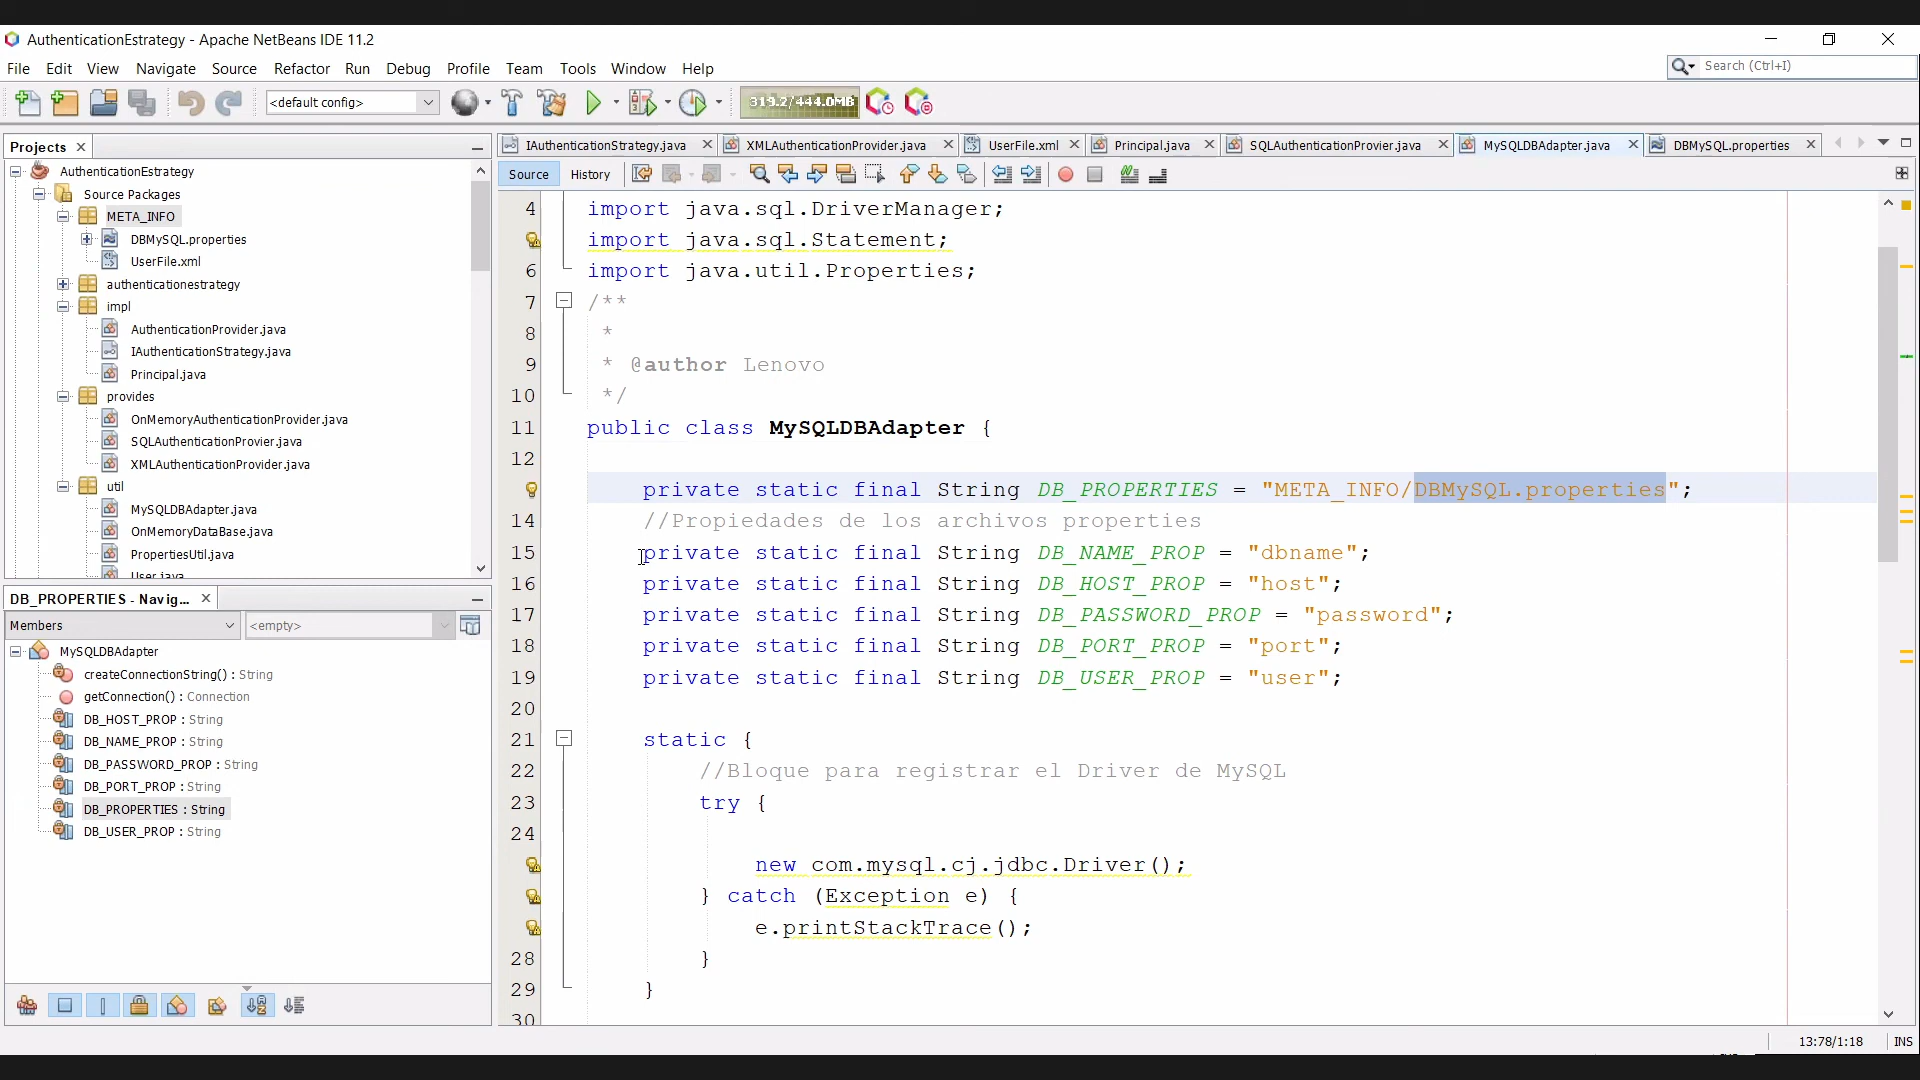 AuthenticationEstrategy - Apache NetBeans IDE 11.2
File Edit View Navigate Source Refactor Run Debug Profile Team Tools Window Help
Search (Ctrl+I)
<default config>
319.2/444.0MB
Projects
IAuthenticationStrategy.java
XMLAuthenticationProvider.java
UserFile.xml
Principal.java
SQLAuthenticationProvier.java
MySQLDBAdapter.java
DBMySQL.properties
Source
History
AuthenticationEstrategy
Source Packages
META_INFO
DBMySQL.properties
UserFile.xml
authenticationestrategy
impl
AuthenticationProvider.java
IAuthenticationStrategy.java
Principal.java
provides
OnMemoryAuthenticationProvider.java
SQLAuthenticationProvier.java
XMLAuthenticationProvider.java
util
MySQLDBAdapter.java
OnMemoryDataBase.java
PropertiesUtil.java
User.java
DB_PROPERTIES - Navig...
Members
<empty>
MySQLDBAdapter
createConnectionString() : String
getConnection() : Connection
DB_HOST_PROP : String
DB_NAME_PROP : String
DB_PASSWORD_PROP : String
DB_PORT_PROP : String
DB_PROPERTIES : String
DB_USER_PROP : String
4 import java.sql.DriverManager;
import java.sql.Statement;
6 import java.util.Properties;
7 /**
8 *
9 * @author Lenovo
10 */
11 public class MySQLDBAdapter {
12
private static final String DB_PROPERTIES = "META_INFO/DBMySQL.properties";
14 //Propiedades de los archivos properties
15 private static final String DB_NAME_PROP = "dbname";
16 private static final String DB_HOST_PROP = "host";
17 private static final String DB_PASSWORD_PROP = "password";
18 private static final String DB_PORT_PROP = "port";
19 private static final String DB_USER_PROP = "user";
20
21 static {
22 //Bloque para registrar el Driver de MySQL
23 try {
24
new com.mysql.cj.jdbc.Driver();
} catch (Exception e) {
e.printStackTrace();
28 }
29 }
30
13:78/1:18
INS